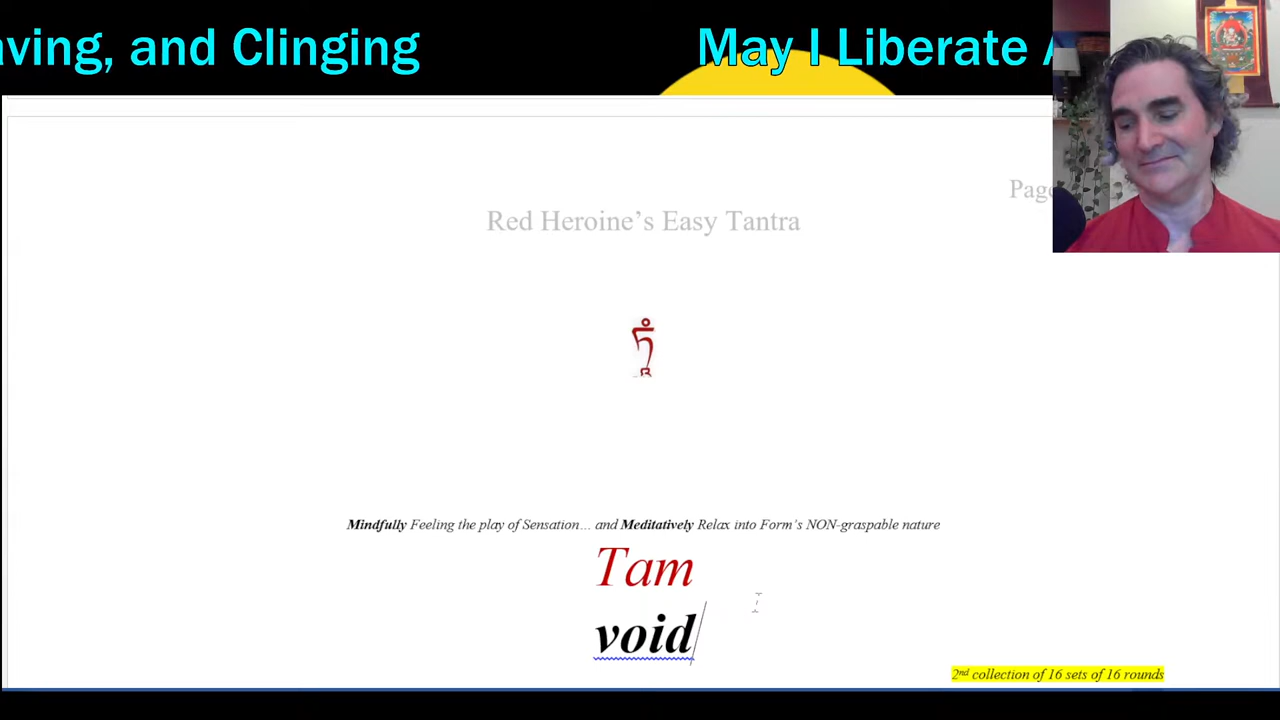 aving, and Clinging May I Liberate A
Page
Red Heroine's Easy Tantra
Mindfully Feeling the play of Sensation... and Meditatively Relax into Form's NON-graspable nature
Tam
void
2nd collection of 16 sets of 16 rounds